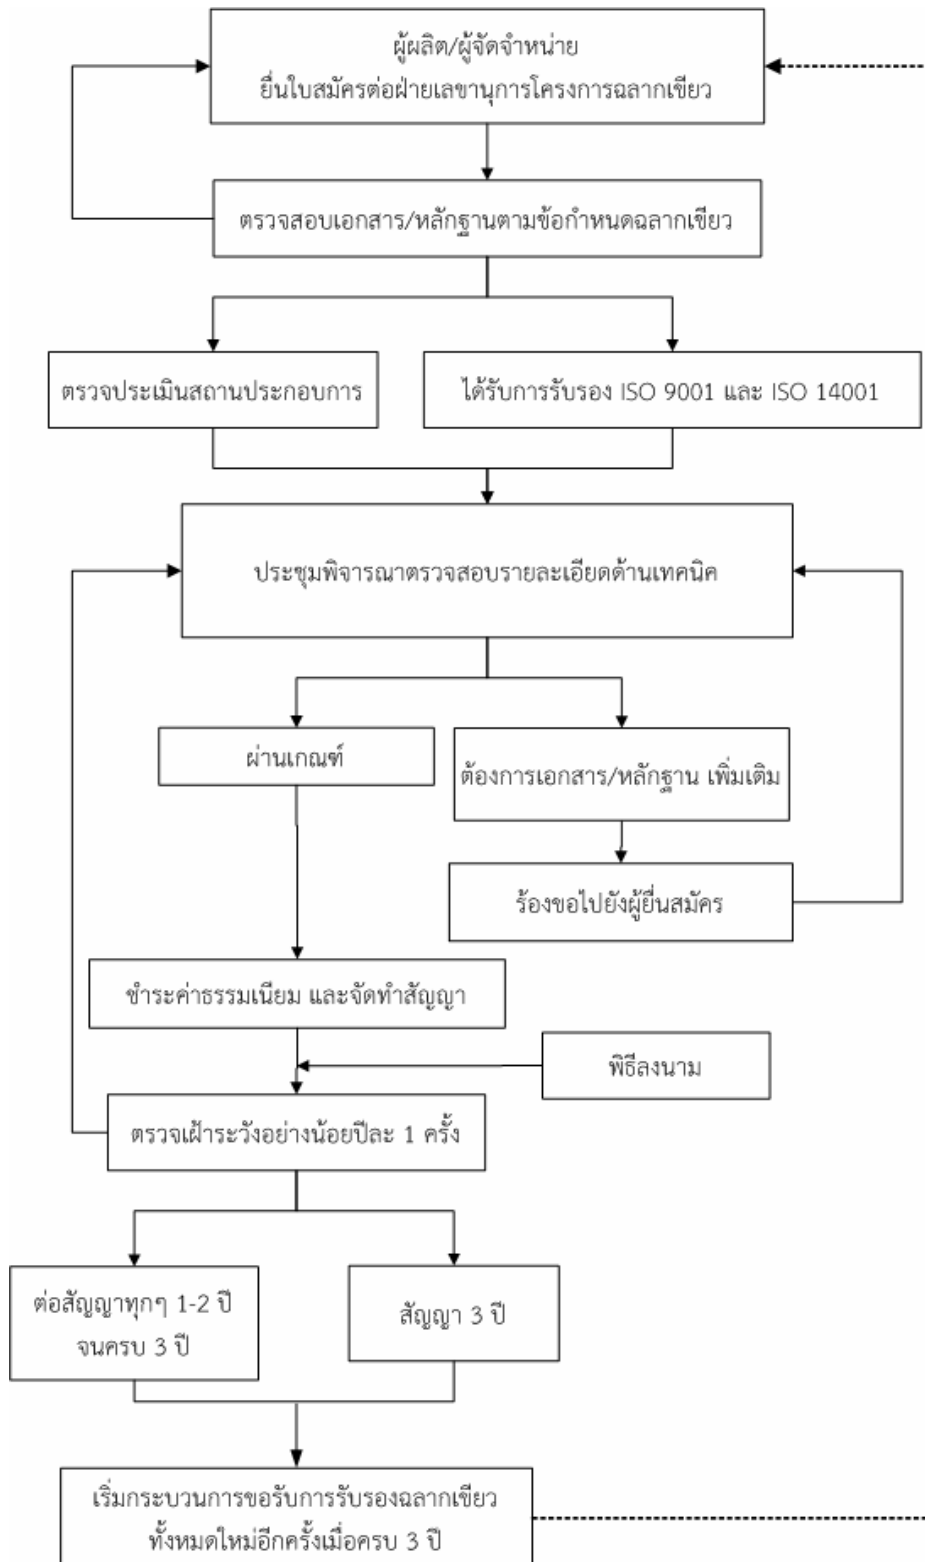 ผู้ผลิต/ผู้จัดจำหน่าย
ยื่นใบสมัครต่อฝ่ายเลขานุการโครงการฉลากเขียว
ตรวจสอบเอกสาร/หลักฐานตามข้อกำหนดฉลากเขียว
ตรวจประเมินสถานประกอบการ
ได้รับการรับรอง ISO 9001 และ ISO 14001
ประชุมพิจารณาตรวจสอบรายละเอียดด้านเทคนิค
ผ่านเกณฑ์
ต้องการเอกสาร/หลักฐาน เพิ่มเติม
ร้องขอไปยังผู้ยื่นสมัคร
ชำระค่าธรรมเนียม และจัดทำสัญญา
พิธีลงนาม
ตรวจเฝ้าระวังอย่างน้อยปีละ 1 ครั้ง
ต่อสัญญาทุกๆ 1-2 ปี
จนครบ 3 ปี
สัญญา 3 ปี
เริ่มกระบวนการขอรับการรับรองฉลากเขียว
ทั้งหมดใหม่อีกครั้งเมื่อครบ 3 ปี